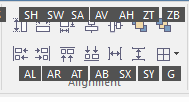 SH SW SA AV AH ZT ZB
AL AR AT AB SX SY G
Alignment